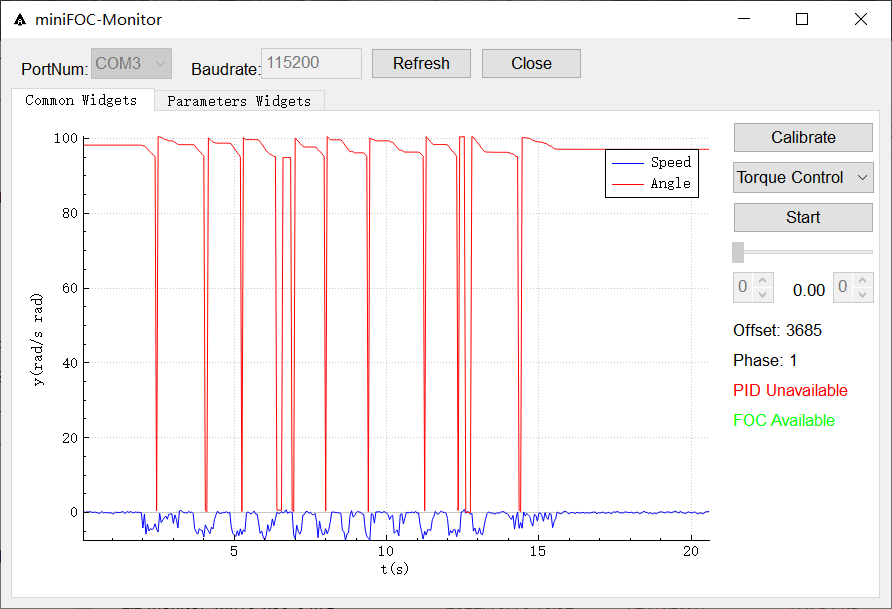 miniFOC-Monitor
PortNum: COM3 Baudrate: 115200 Refresh Close
Common Widgets Parameters Widgets
100
80
60
40
20
0
y(rad/s rad)
5 10 15 20
t(s)
Speed
Angle
Calibrate
Torque Control
Start
0 0.00 0
Offset: 3685
Phase: 1
PID Unavailable
FOC Available